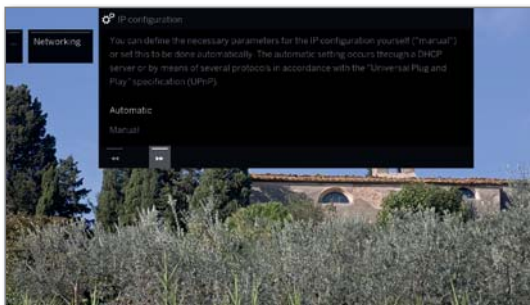 IP configuration
Networking
You can define the necessary parameters for the IP configuration yourself ("manual")
or set this to be done automatically. The automatic setting occurs through a DHCP
server or by means of several protocols in accordance with the "Universal Plug and
Play" specification (UPnP).
Automatic
Manual